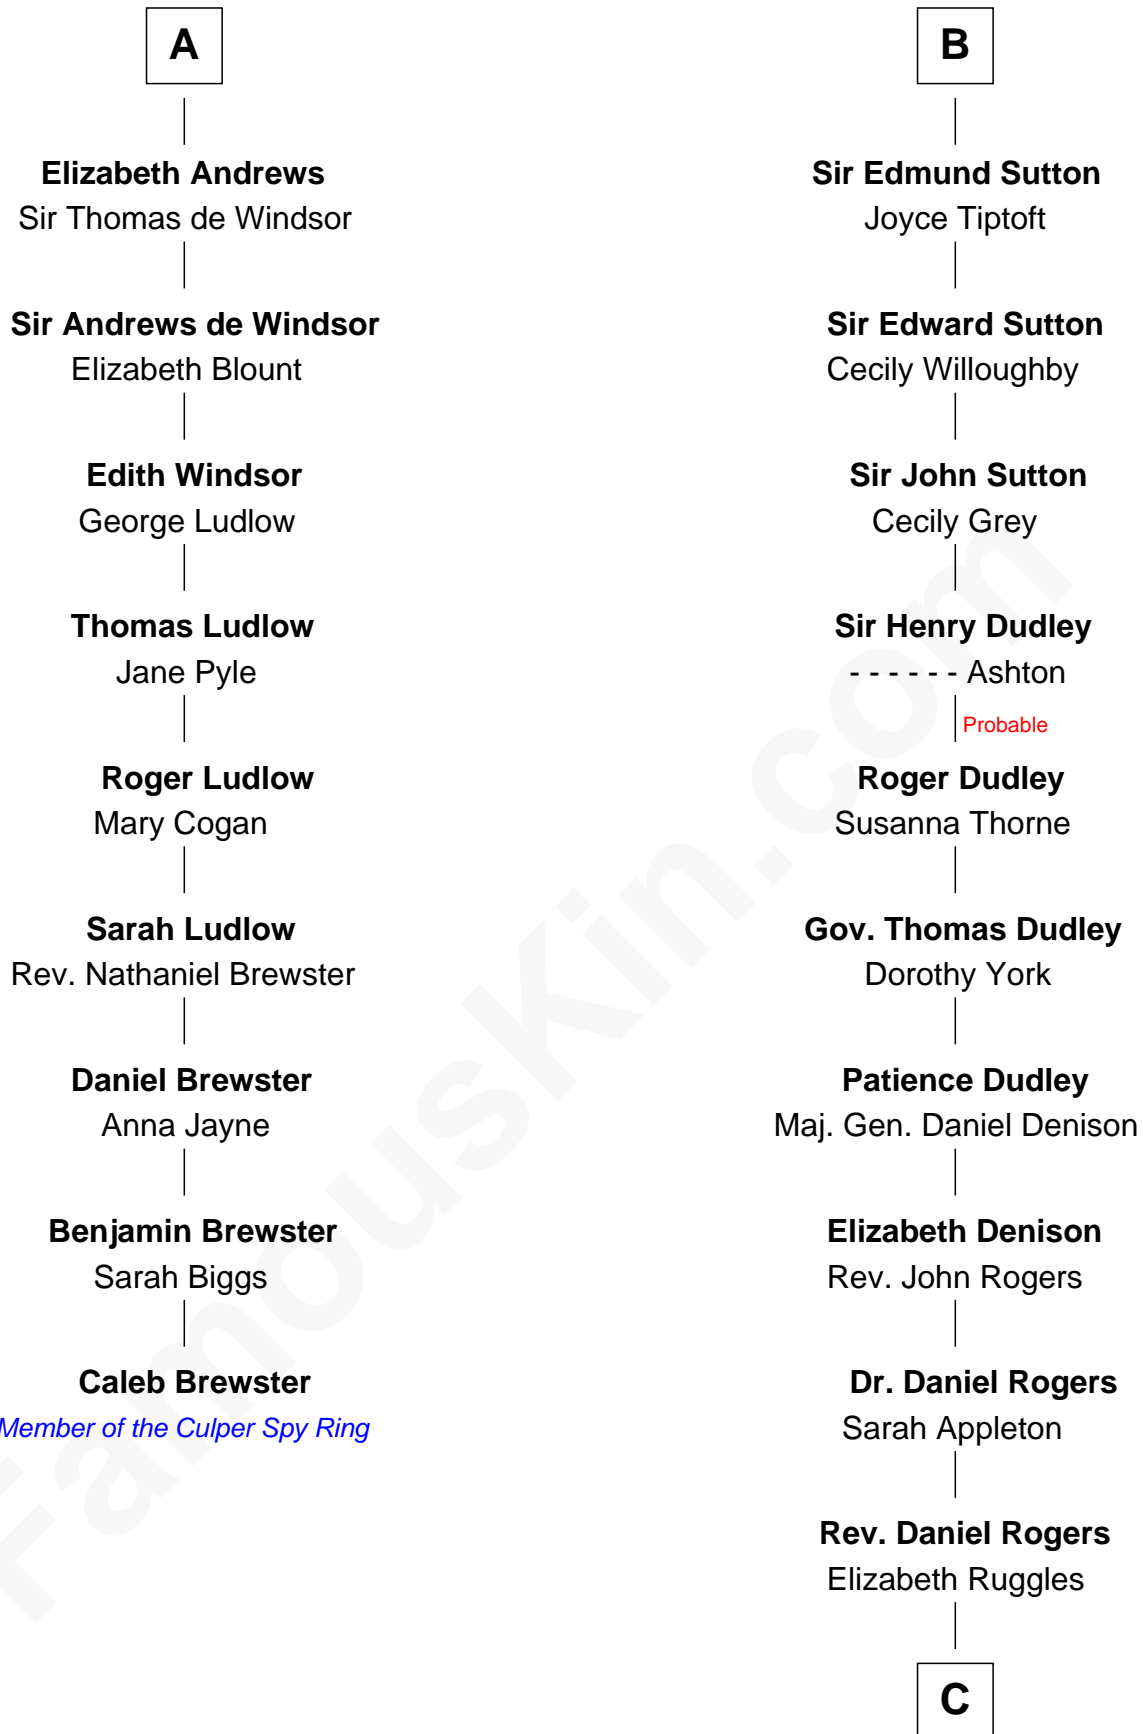 A
Elizabeth Andrews
Sir Thomas de Windsor
Sir Andrews de Windsor
Elizabeth Blount
Edith Windsor
George Ludlow
Thomas Ludlow
Jane Pyle
Roger Ludlow
Mary Cogan
Sarah Ludlow
Rev. Nathaniel Brewster
Daniel Brewster
Anna Jayne
Benjamin Brewster
Sarah Biggs
Caleb Brewster
Member of the Culper Spy Ring
B
Sir Edmund Sutton
Joyce Tiptoft
Sir Edward Sutton
Cecily Willoughby
Sir John Sutton
Cecily Grey
Sir Henry Dudley
- - - - - - Ashton
Probable
Roger Dudley
Susanna Thorne
Gov. Thomas Dudley
Dorothy York
Patience Dudley
Maj. Gen. Daniel Denison
Elizabeth Denison
Rev. John Rogers
Dr. Daniel Rogers
Sarah Appleton
Rev. Daniel Rogers
Elizabeth Ruggles
C
FamousKin.com